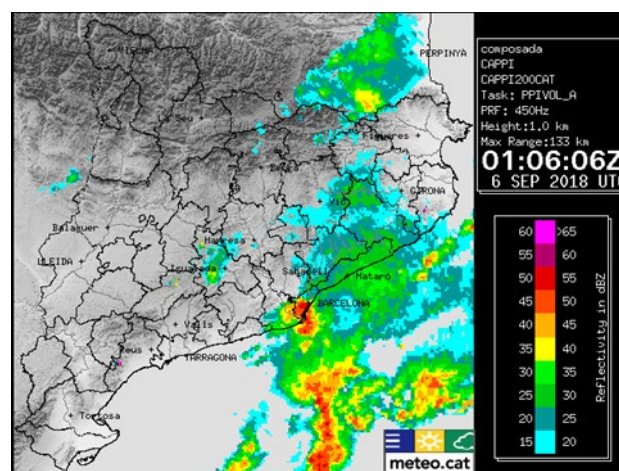 VIELHA
PERPINYA
Seu
Figueres
GIRONA
Vic
Balaguer
Manresa
LLEIDA
Igualada
Sabadell
Mataró
BARCELONA
Valls
Reus
TARRAGONA
Tortosa
meteo.cat
composada
CAPPI
CAPPI200CAT
Task: PPIVOL_A
PRF: 450Hz
Height:1.0 km
Max Range:133 km
01:06:06Z
6 SEP 2018 UTC
60 >65
55 60
50 55
45 50
40 45
35 40
30 35
25 30
20 25
15 20
Reflectivity in dBZ